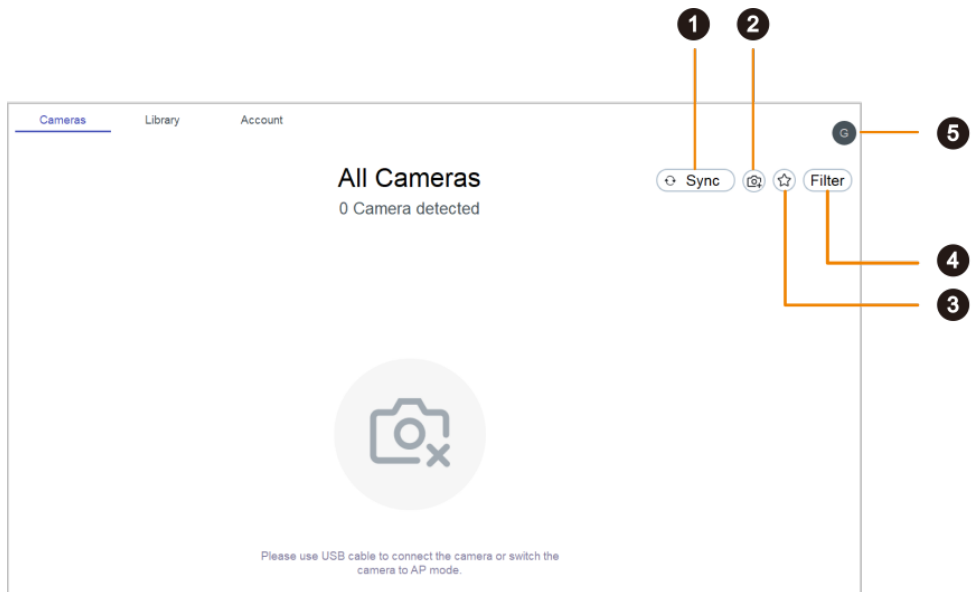 1 2
Cameras Library Account
G
5
All Cameras
Sync Filter
0 Camera detected
4
3
Please use USB cable to connect the camera or switch the
camera to AP mode.